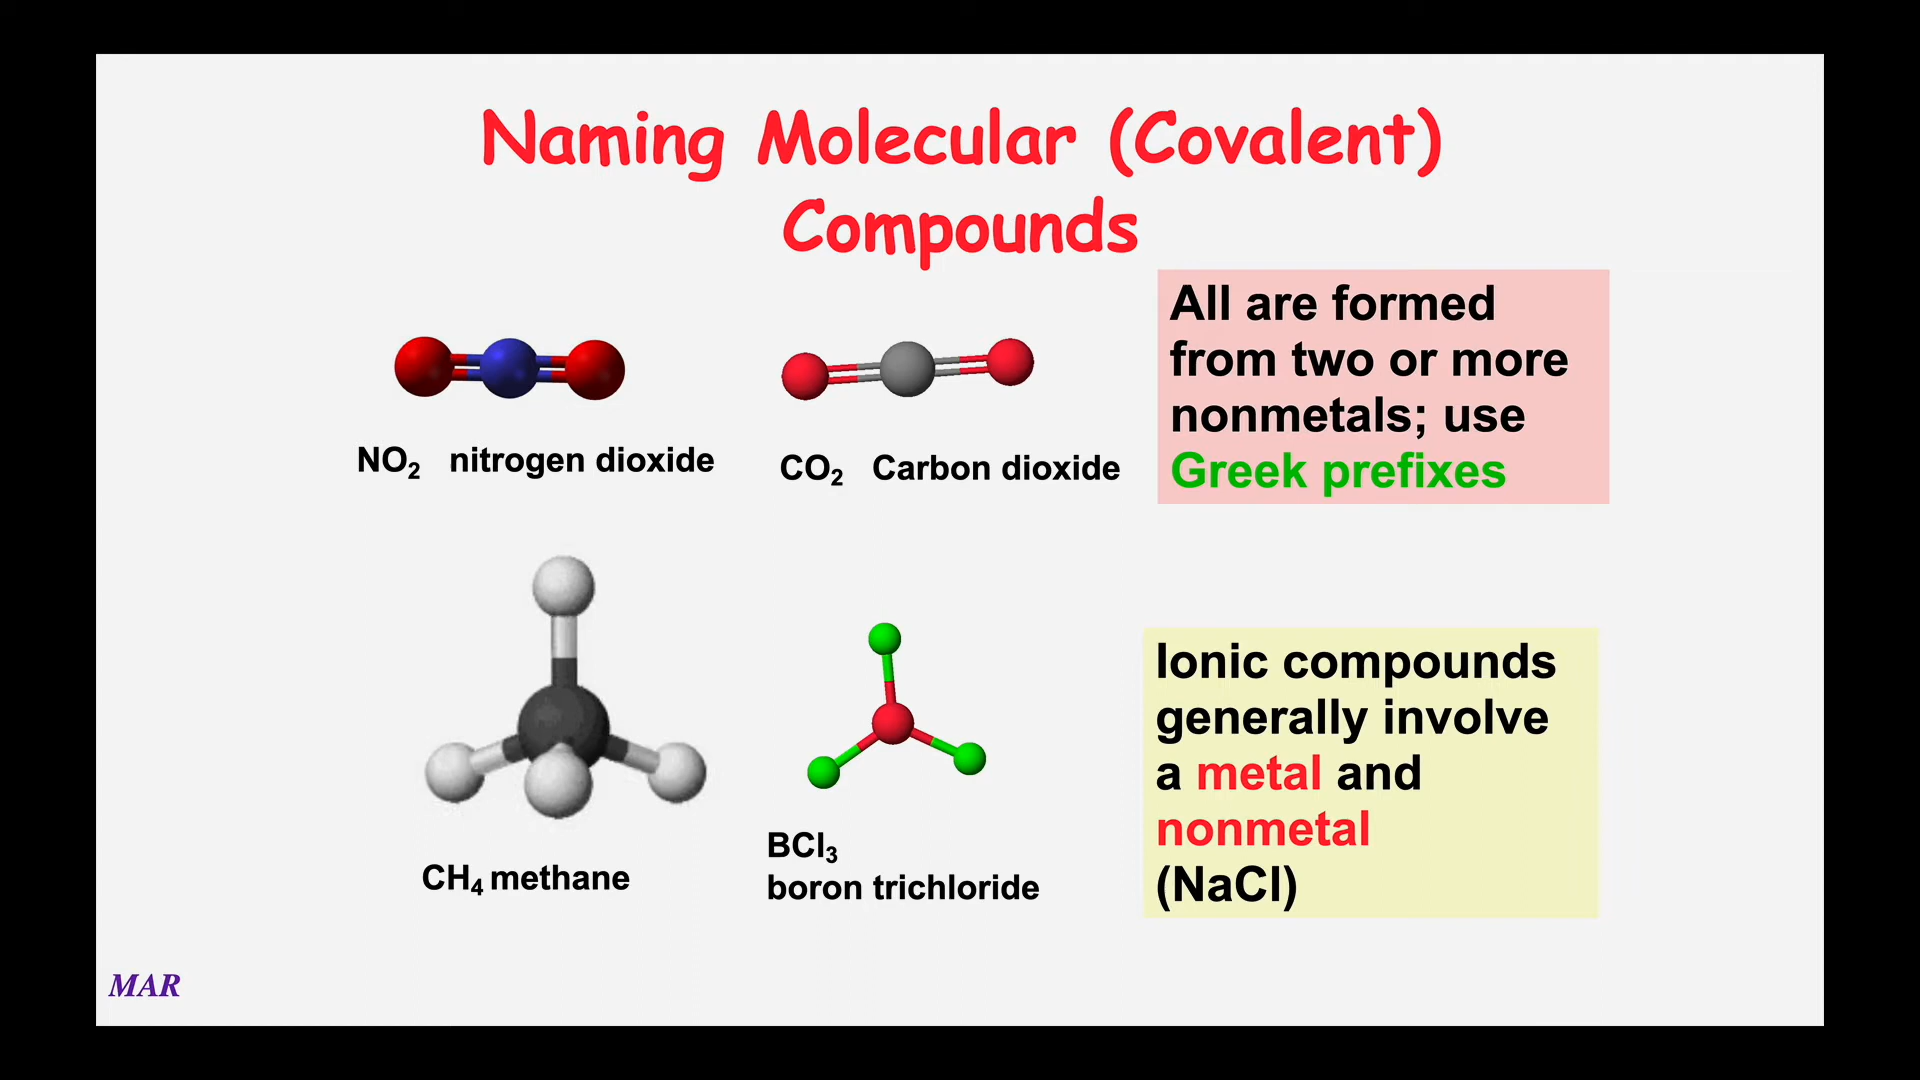 Naming Molecular (Covalent)
Compounds
NO₂ nitrogen dioxide
CO₂ Carbon dioxide
All are formed
from two or more
nonmetals; use
Greek prefixes
CH₄ methane
BCl₃
boron trichloride
Ionic compounds
generally involve
a metal and
nonmetal
(NaCl)
MAR